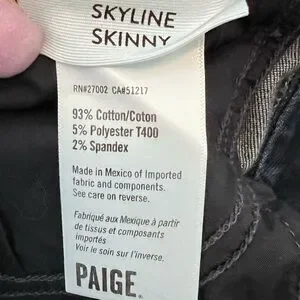 SKYLINE
SKINNY
RN#27002 CA#51217
93% Cotton/Coton
5% Polyester T400
2% Spandex
Made in Mexico of Imported
fabric and components.
See care on reverse.
Fabriqué aux Mexique à partir
de tissus et composants
importés
Voir le soin sur l'inverse.
PAIGE.